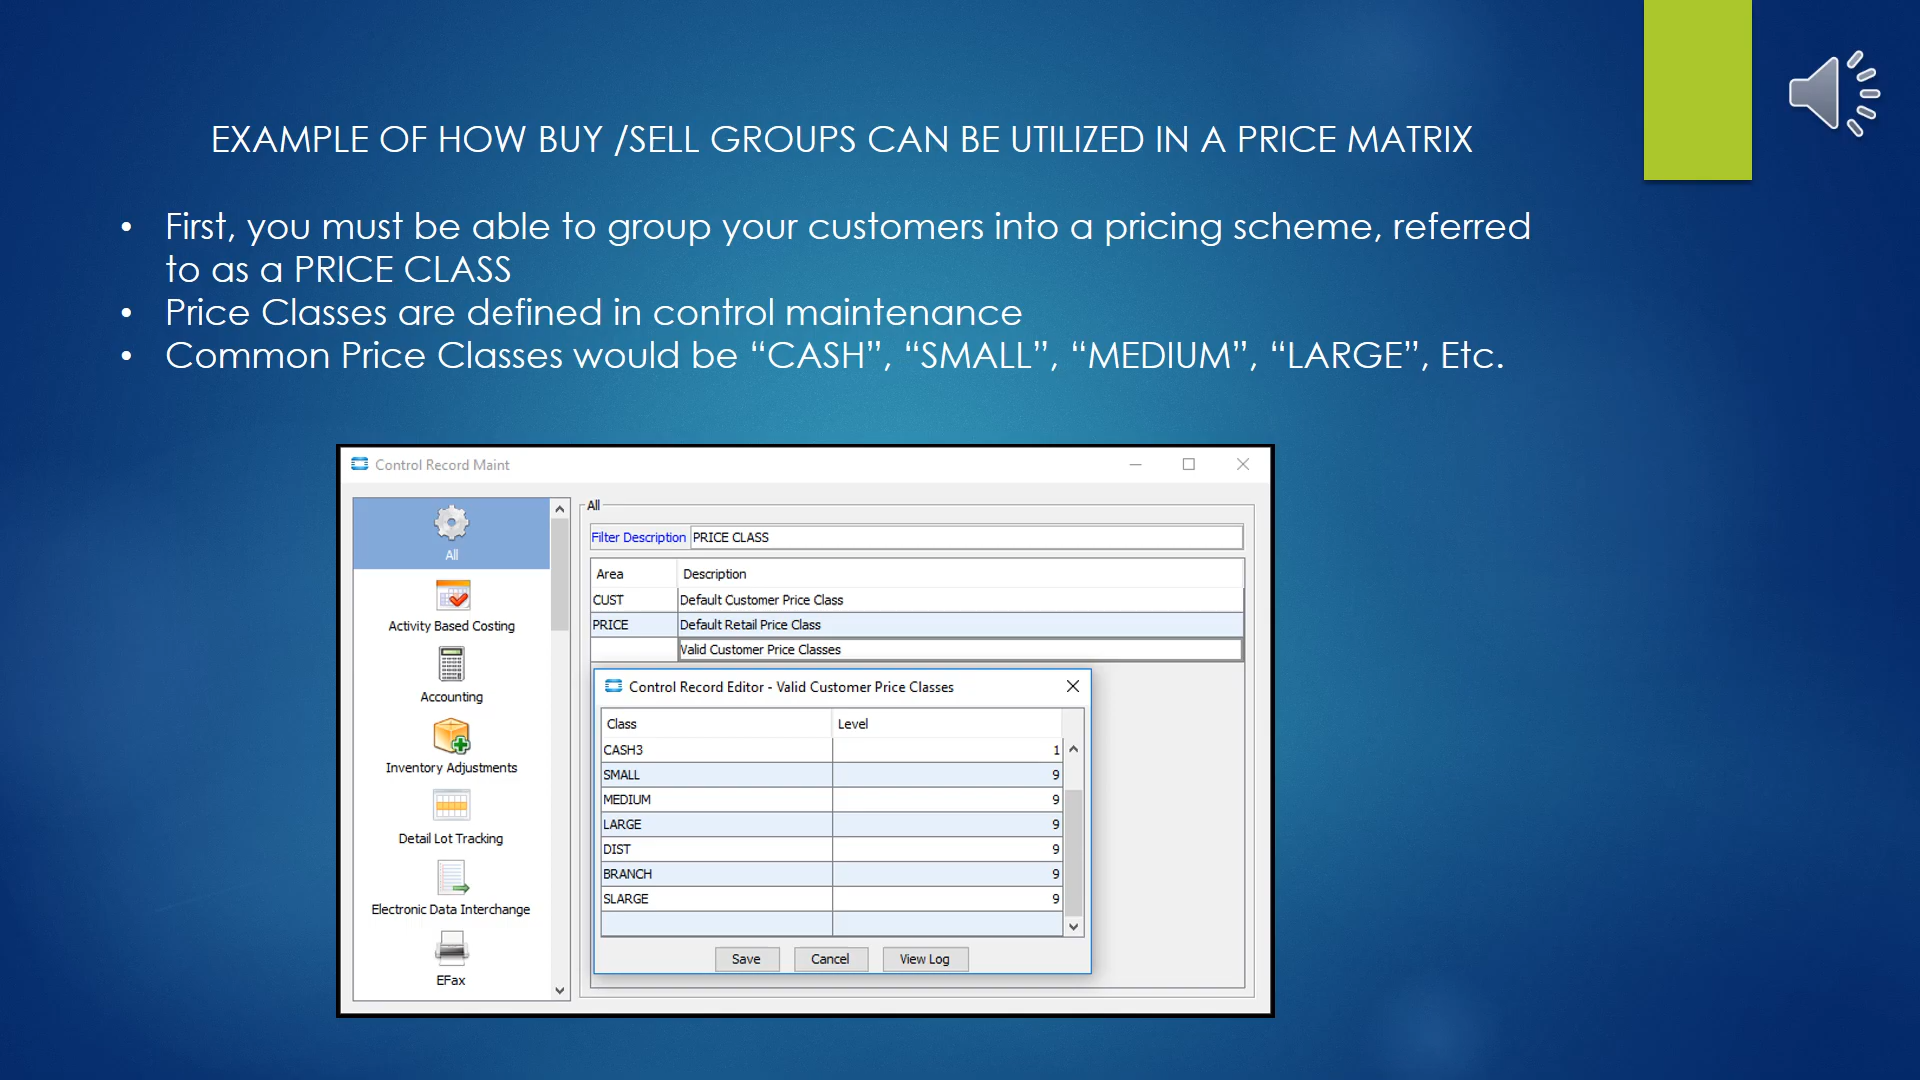 EXAMPLE OF HOW BUY /SELL GROUPS CAN BE UTILIZED IN A PRICE MATRIX
• First, you must be able to group your customers into a pricing scheme, referred
to as a PRICE CLASS
• Price Classes are defined in control maintenance
• Common Price Classes would be “CASH”, “SMALL”, “MEDIUM”, “LARGE”, Etc.
Control Record Maint
All
Activity Based Costing
Accounting
Inventory Adjustments
Detail Lot Tracking
Electronic Data Interchange
EFax
All
Filter Description PRICE CLASS
Area Description
CUST Default Customer Price Class
PRICE Default Retail Price Class
Valid Customer Price Classes
Control Record Editor - Valid Customer Price Classes
Class Level
CASH3 1
SMALL 9
MEDIUM 9
LARGE 9
DIST 9
BRANCH 9
SLARGE 9
Save Cancel View Log